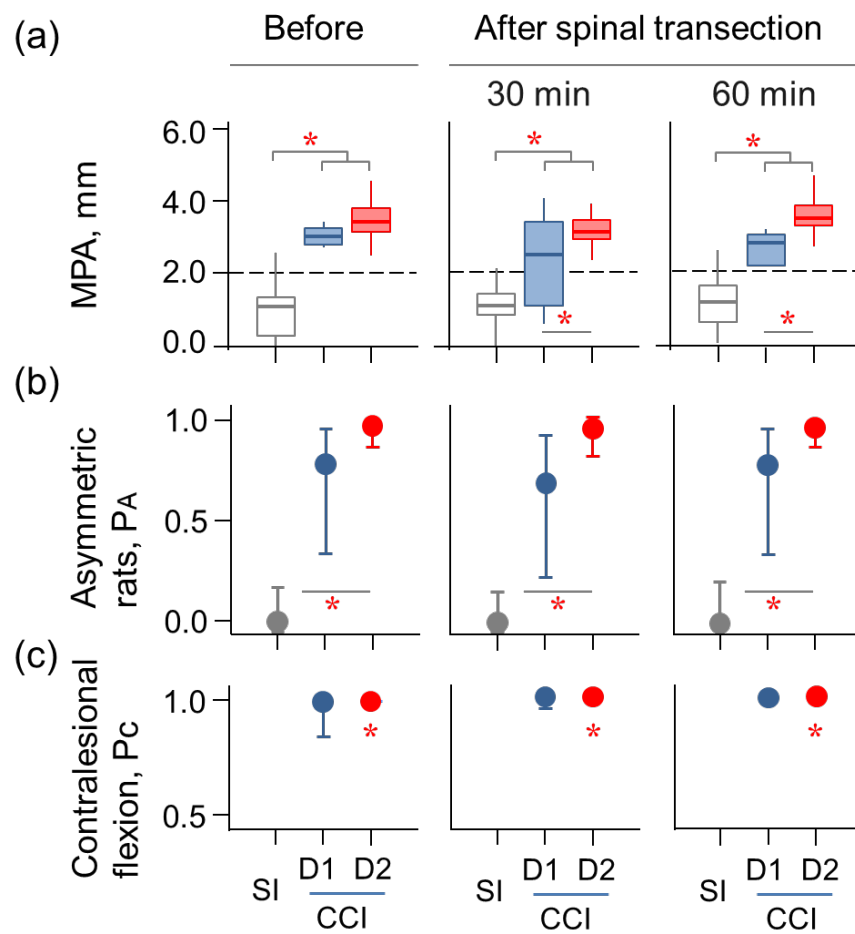 (a)
Before
After spinal transection
30 min
60 min
MPA, mm
6.0
4.0
2.0
0.0
*
*
*
*
*
(b)
Asymmetric
rats, PA
1.0
0.5
0.0
*
*
*
(c)
Contralesional
flexion, Pc
1.0
0.5
*
*
*
SI D1 D2
CCI
SI D1 D2
CCI
SI D1 D2
CCI